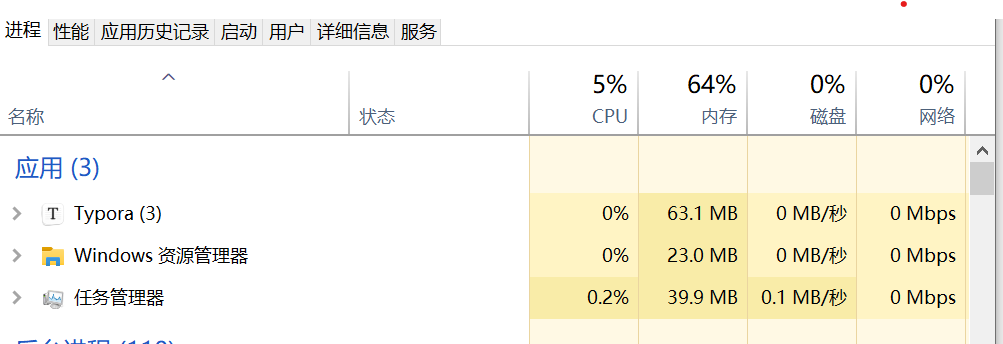 进程 性能 应用历史记录 启动 用户 详细信息 服务
5% 64% 0% 0%
名称 状态 CPU 内存 磁盘 网络
应用 (3)
T Typora (3) 0% 63.1 MB 0 MB/秒 0 Mbps
Windows 资源管理器 0% 23.0 MB 0 MB/秒 0 Mbps
任务管理器 0.2% 39.9 MB 0.1 MB/秒 0 Mbps